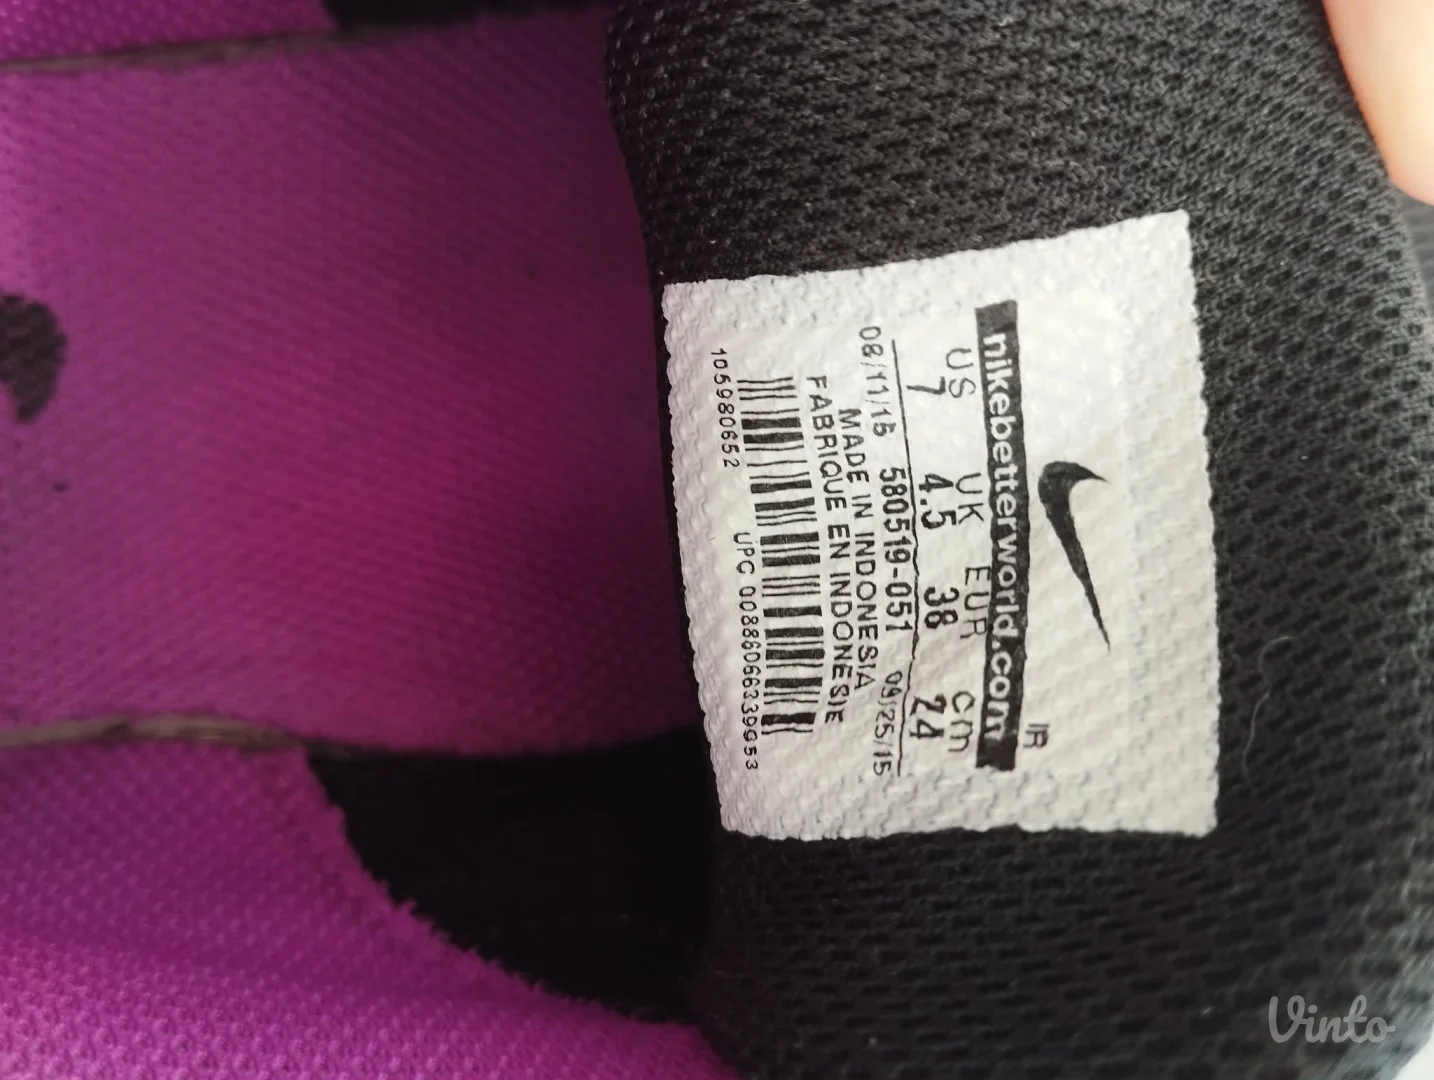 IR
nikebetterworld.com
US UK EUR cm
7 4.5 38 24
08/11/15 580519-051 09/25/15
MADE IN INDONESIA
FABRIQUE EN INDONESIE
105980652 UPC
Vinto